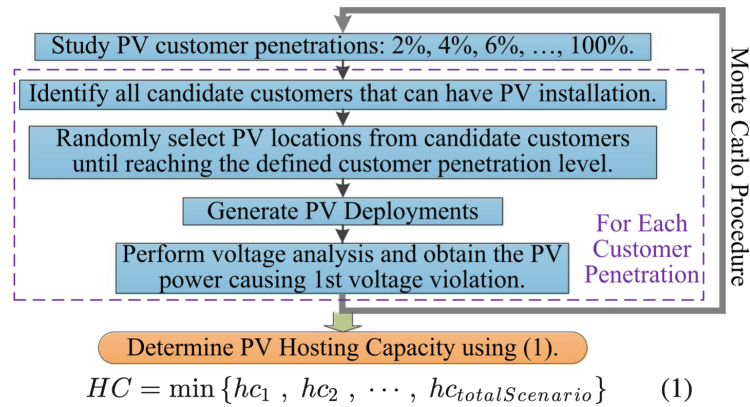 Study PV customer penetrations: 2%, 4%, 6%, …, 100%.
Identify all candidate customers that can have PV installation.
Randomly select PV locations from candidate customers
until reaching the defined customer penetration level.
Generate PV Deployments
Perform voltage analysis and obtain the PV
power causing 1st voltage violation.
For Each
Customer
Penetration
Monte Carlo Procedure
Determine PV Hosting Capacity using (1).
HC = min {hc₁ , hc₂ , ⋯ , hc_{totalScenario}} (1)